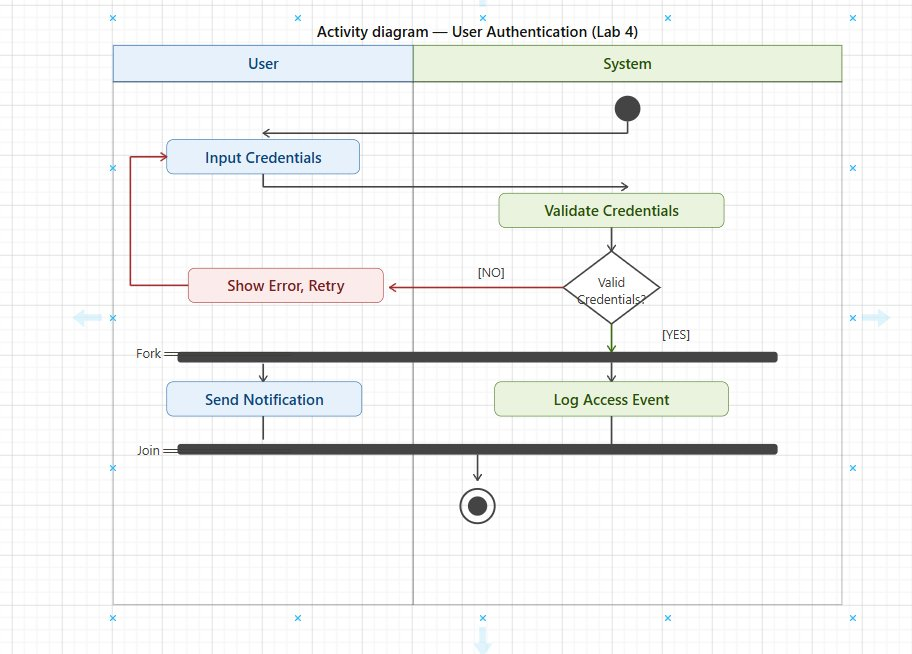 Activity diagram — User Authentication (Lab 4)
User
System
Input Credentials
Validate Credentials
Valid
Credentials?
[NO]
Show Error, Retry
[YES]
Fork
Send Notification
Log Access Event
Join